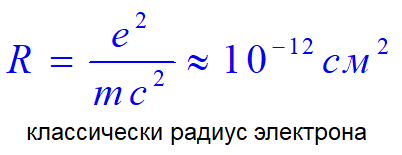 R = e²/mc² ≈ 10⁻¹² см²
классически радиус электрона